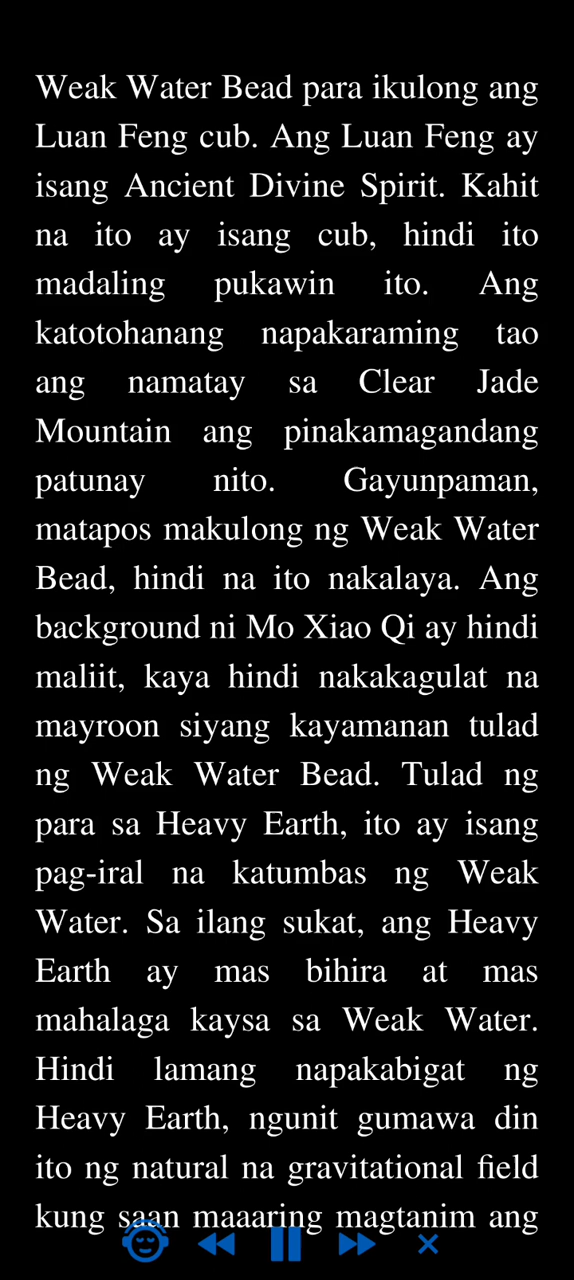 Weak Water Bead para ikulong ang
Luan Feng cub. Ang Luan Feng ay
isang Ancient Divine Spirit. Kahit
na ito ay isang cub, hindi ito
madaling pukawin ito. Ang
katotohanang napakaraming tao
ang namatay sa Clear Jade
Mountain ang pinakamagandang
patunay nito. Gayunpaman,
matapos makulong ng Weak Water
Bead, hindi na ito nakalaya. Ang
background ni Mo Xiao Qi ay hindi
maliit, kaya hindi nakakagulat na
mayroon siyang kayamanan tulad
ng Weak Water Bead. Tulad ng
para sa Heavy Earth, ito ay isang
pag-iral na katumbas ng Weak
Water. Sa ilang sukat, ang Heavy
Earth ay mas bihira at mas
mahalaga kaysa sa Weak Water.
Hindi lamang napakabigat ng
Heavy Earth, ngunit gumawa din
ito ng natural na gravitational field
kung saan maaaring magtanim ang